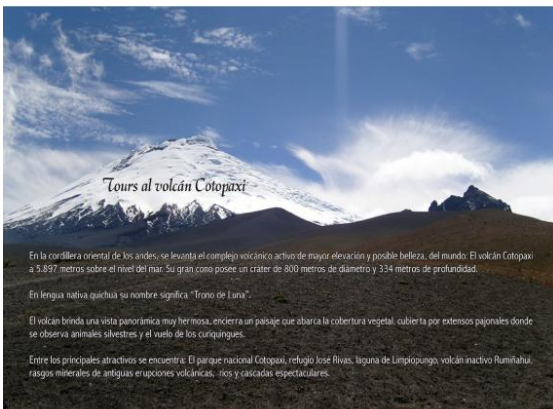 Tours al volcán Cotopaxi
En la cordillera oriental de los andes, se levanta el complejo volcánico activo de mayor elevación y posible belleza, del mundo: El volcán Cotopaxi
a 5.897 metros sobre el nivel del mar. Su gran cono posee un cráter de 800 metros de diámetro y 334 metros de profundidad.
En lengua nativa quichua su nombre significa “Trono de Luna”.
El volcán brinda una vista panorámica muy hermosa, encierra un paisaje que abarca la cobertura vegetal, cubierta por extensos pajonales donde
se observa animales silvestres y el vuelo de los curiquingues.
Entre los principales atractivos se encuentra: El parque nacional Cotopaxi, refugio José Rivas, laguna de Limpiopungo, volcán inactivo Rumiñahui,
rasgos minerales de antiguas erupciones volcánicas, rios y cascadas espectaculares.